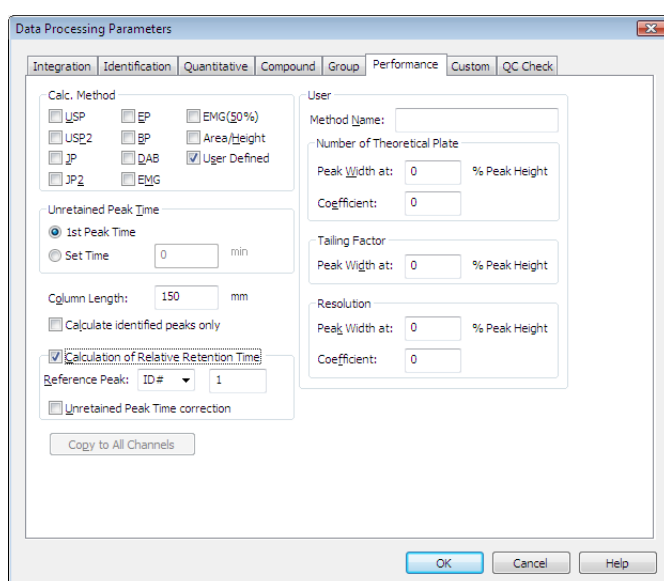 Data Processing Parameters
Integration Identification Quantitative Compound Group Performance Custom QC Check
Calc. Method
USP EP EMG(50%)
USP2 BP Area/Height
JP DAB User Defined
JP2 EMG
Unretained Peak Time
1st Peak Time
Set Time 0 min
Column Length: 150 mm
Calculate identified peaks only
Calculation of Relative Retention Time
Reference Peak: ID# 1
Unretained Peak Time correction
Copy to All Channels
User
Method Name:
Number of Theoretical Plate
Peak Width at: 0 % Peak Height
Coefficient: 0
Tailing Factor
Peak Width at: 0 % Peak Height
Resolution
Peak Width at: 0 % Peak Height
Coefficient: 0
OK Cancel Help